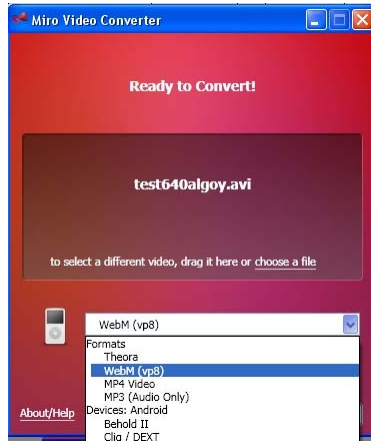 Miro Video Converter
Ready to Convert!
test640algoy.avi
to select a different video, drag it here or choose a file
WebM (vp8)
Formats
Theora
WebM (vp8)
MP4 Video
MP3 (Audio Only)
About/Help
Devices: Android
Behold II
Cliq / DEXT